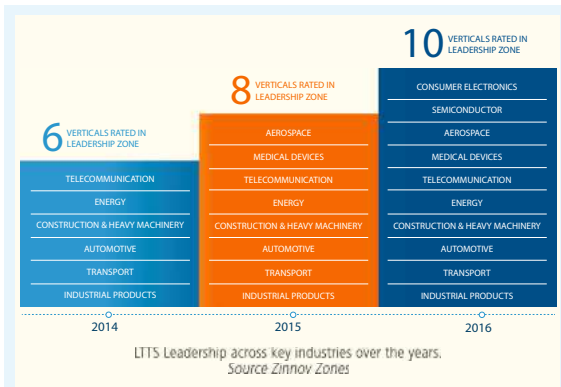 6 VERTICALS RATED IN
LEADERSHIP ZONE
TELECOMMUNICATION
ENERGY
CONSTRUCTION & HEAVY MACHINERY
AUTOMOTIVE
TRANSPORT
INDUSTRIAL PRODUCTS
2014
8 VERTICALS RATED IN
LEADERSHIP ZONE
AEROSPACE
MEDICAL DEVICES
TELECOMMUNICATION
ENERGY
CONSTRUCTION & HEAVY MACHINERY
AUTOMOTIVE
TRANSPORT
INDUSTRIAL PRODUCTS
2015
10 VERTICALS RATED IN
LEADERSHIP ZONE
CONSUMER ELECTRONICS
SEMICONDUCTOR
AEROSPACE
MEDICAL DEVICES
TELECOMMUNICATION
ENERGY
CONSTRUCTION & HEAVY MACHINERY
AUTOMOTIVE
TRANSPORT
INDUSTRIAL PRODUCTS
2016
LTTS Leadership across key industries over the years.
Source Zinnov Zones